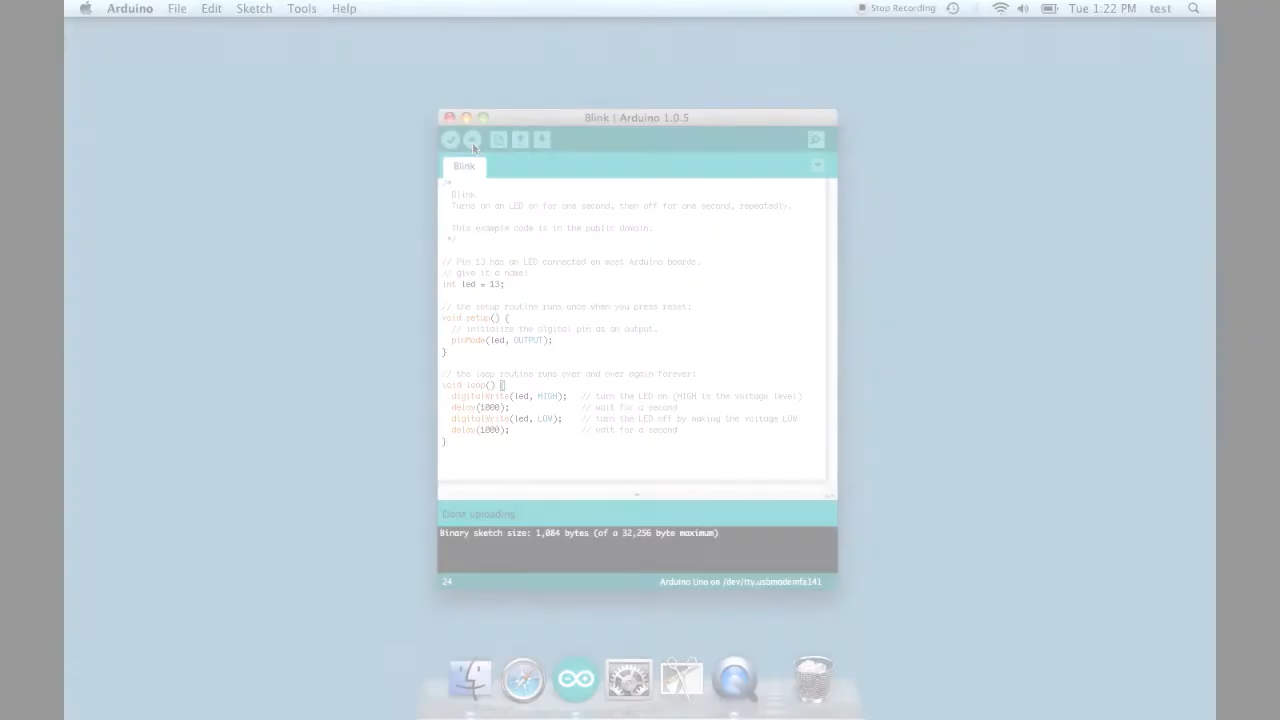 Arduino File Edit Sketch Tools Help Stop Recording Tue 1:22 PM test
Blink | Arduino 1.0.5
Blink
/*
Blink
Turns on an LED on for one second, then off for one second, repeatedly.
This example code is in the public domain.
*/
// Pin 13 has an LED connected on most Arduino boards.
// give it a name:
int led = 13;
// the setup routine runs once when you press reset:
void setup() {
// initialize the digital pin as an output.
pinMode(led, OUTPUT);
}
// the loop routine runs over and over again forever:
void loop() {
digitalWrite(led, HIGH); // turn the LED on (HIGH is the voltage level)
delay(1000); // wait for a second
digitalWrite(led, LOW); // turn the LED off by making the voltage LOW
delay(1000); // wait for a second
}
Done uploading.
Binary sketch size: 1,084 bytes (of a 32,256 byte maximum)
24 Arduino Uno on /dev/tty.usbmodemfa141